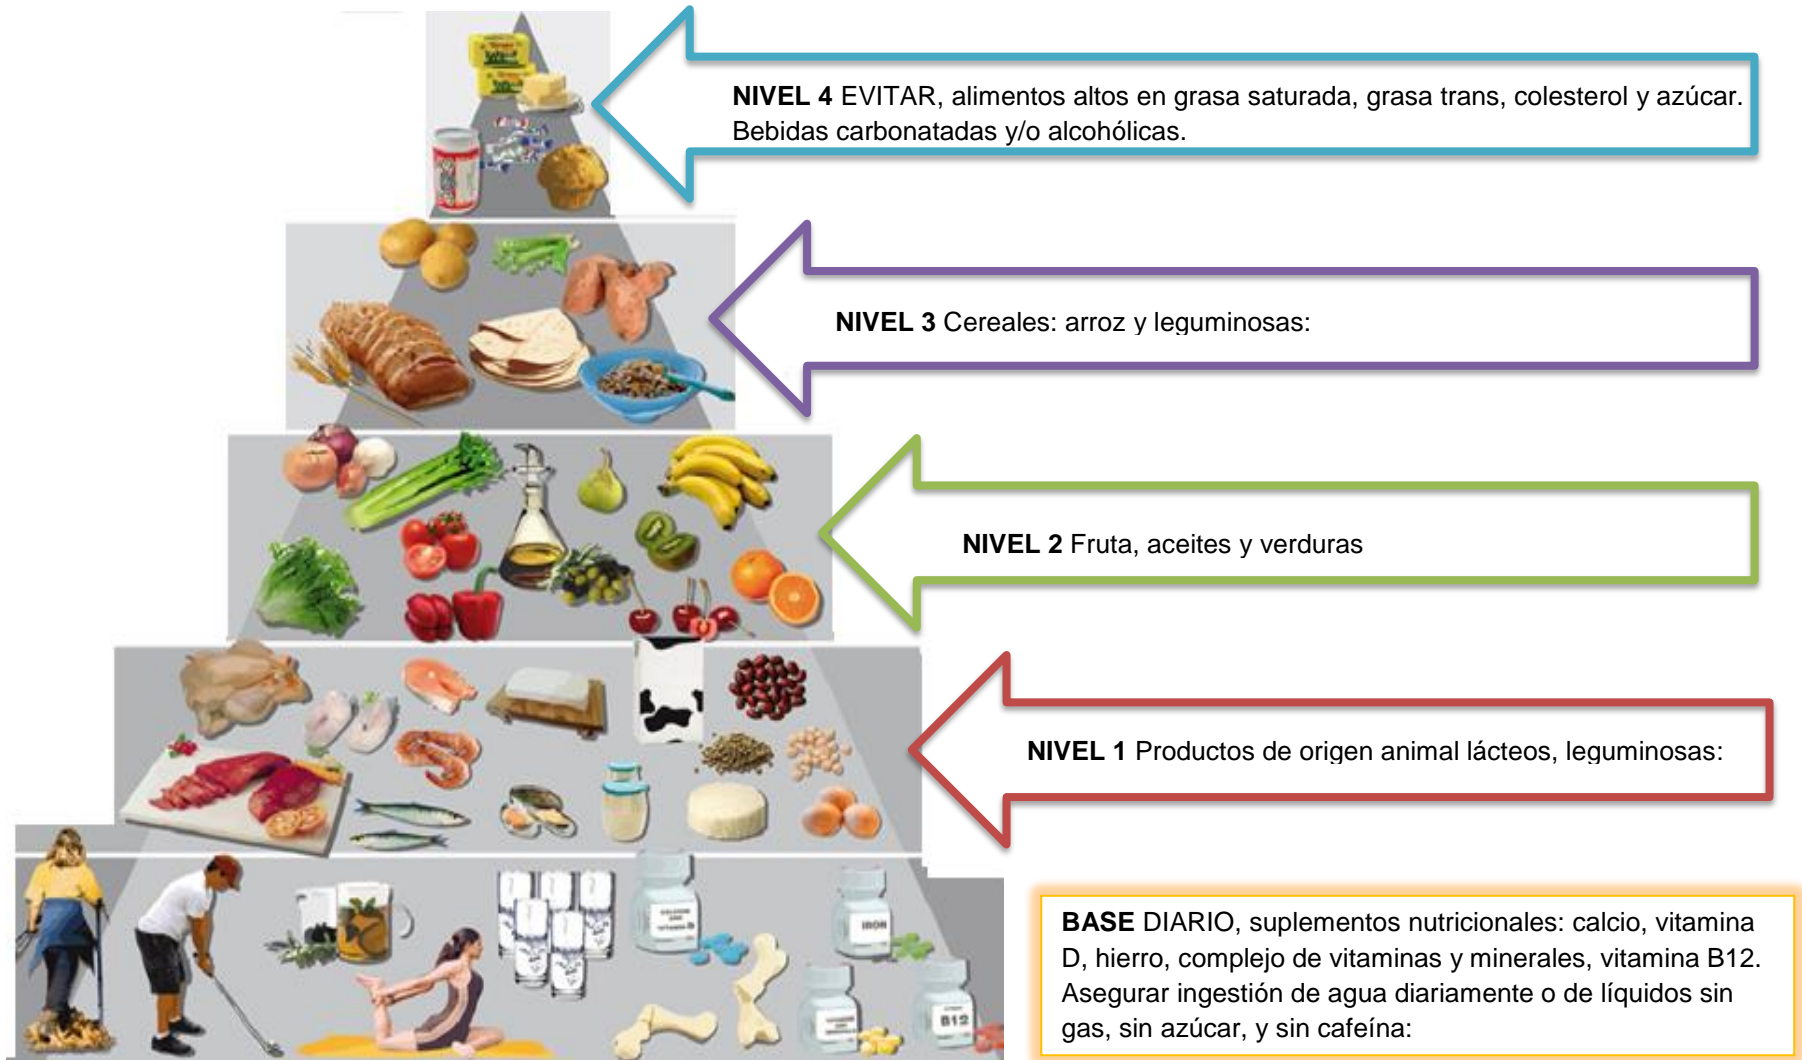 NIVEL 4 EVITAR, alimentos altos en grasa saturada, grasa trans, colesterol y azúcar.
Bebidas carbonatadas y/o alcohólicas.
NIVEL 3 Cereales: arroz y leguminosas:
NIVEL 2 Fruta, aceites y verduras
NIVEL 1 Productos de origen animal lácteos, leguminosas:
BASE DIARIO, suplementos nutricionales: calcio, vitamina
D, hierro, complejo de vitaminas y minerales, vitamina B12.
Asegurar ingestión de agua diariamente o de líquidos sin
gas, sin azúcar, y sin cafeína:
IRON
B12